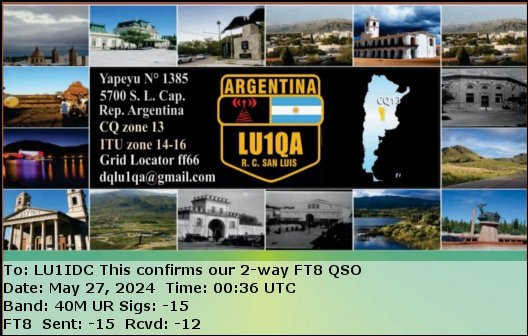 Yapeyu Nº 1385
5700 S. L. Cap.
Rep. Argentina
CQ zone 13
ITU zone 14-16
Grid Locator ff66
dqlu1qa@gmail.com
ARGENTINA
LU1QA
R. C. SAN LUIS
CQ13
To: LU1IDC This confirms our 2-way FT8 QSO
Date: May 27, 2024 Time: 00:36 UTC
Band: 40M UR Sigs: -15
FT8 Sent: -15 Rcvd: -12